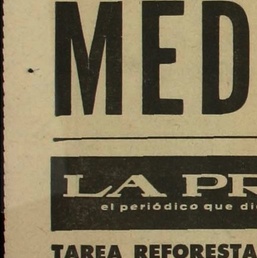 MED
LA PR
el periódico que di
TAREA REFORESTA